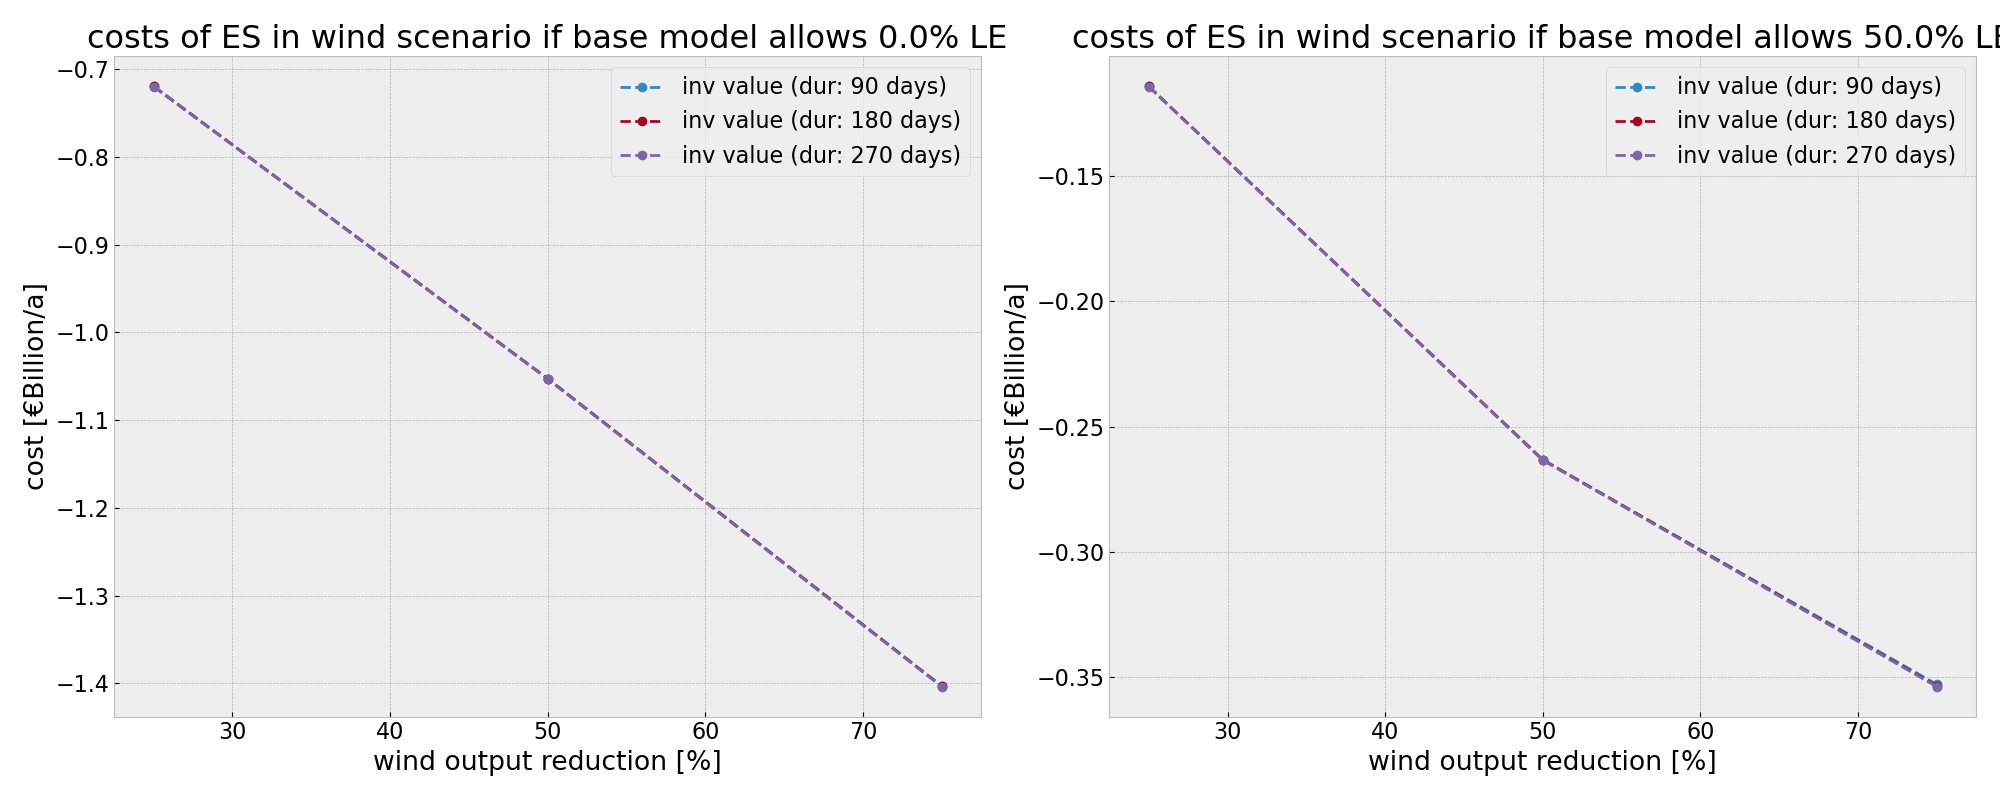 costs of ES in wind scenario if base model allows 0.0% LE
−0.7
−0.8
−0.9
−1.0
−1.1
−1.2
−1.3
−1.4
cost [€Billion/a]
inv value (dur: 90 days)
inv value (dur: 180 days)
inv value (dur: 270 days)
30 40 50 60 70
wind output reduction [%]
costs of ES in wind scenario if base model allows 50.0% LE
−0.15
−0.20
−0.25
−0.30
−0.35
cost [€Billion/a]
inv value (dur: 90 days)
inv value (dur: 180 days)
inv value (dur: 270 days)
30 40 50 60 70
wind output reduction [%]